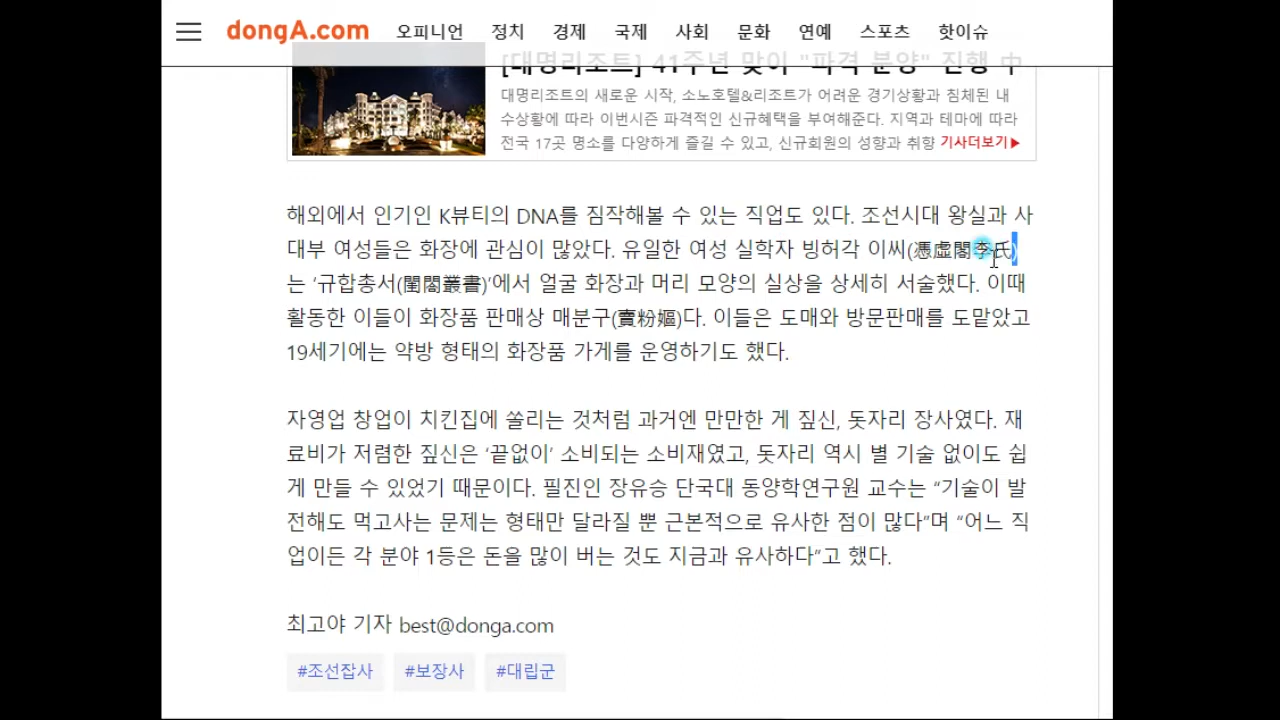 dongA.com 오피니언 정치 경제 국제 사회 문화 연예 스포츠 핫이슈
[대명리조트] 41주년 맞이 "파격 분양" 진행 中
대명리조트의 새로운 시작, 소노호텔&리조트가 어려운 경기상황과 침체된 내
수상황에 따라 이번시즌 파격적인 신규혜택을 부여해준다. 지역과 테마에 따라
전국 17곳 명소를 다양하게 즐길 수 있고, 신규회원의 성향과 취향 기사더보기▶
해외에서 인기인 K뷰티의 DNA를 짐작해볼 수 있는 직업도 있다. 조선시대 왕실과 사
대부 여성들은 화장에 관심이 많았다. 유일한 여성 실학자 빙허각 이씨(憑虛閣李氏)
는 ‘규합총서(閨閤叢書)’에서 얼굴 화장과 머리 모양의 실상을 상세히 서술했다. 이때
활동한 이들이 화장품 판매상 매분구(賣粉嫗)다. 이들은 도매와 방문판매를 도맡았고
19세기에는 약방 형태의 화장품 가게를 운영하기도 했다.
자영업 창업이 치킨집에 쏠리는 것처럼 과거엔 만만한 게 짚신, 돗자리 장사였다. 재
료비가 저렴한 짚신은 ‘끝없이’ 소비되는 소비재였고, 돗자리 역시 별 기술 없이도 쉽
게 만들 수 있었기 때문이다. 필진인 장유승 단국대 동양학연구원 교수는 “기술이 발
전해도 먹고사는 문제는 형태만 달라질 뿐 근본적으로 유사한 점이 많다”며 “어느 직
업이든 각 분야 1등은 돈을 많이 버는 것도 지금과 유사하다”고 했다.
최고야 기자 best@donga.com
#조선잡사 #보장사 #대립군